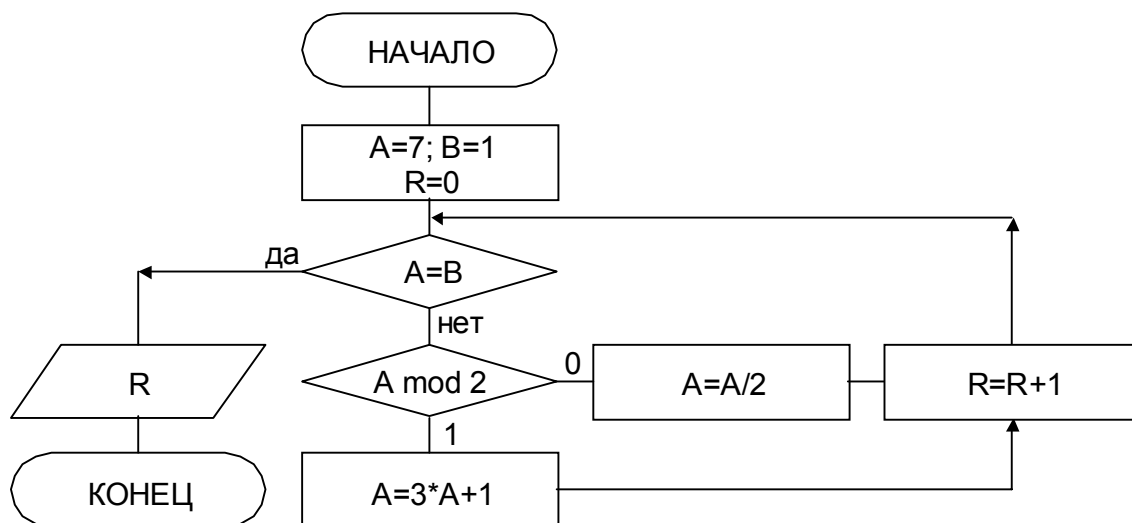 НАЧАЛО
A=7; B=1
R=0
да
A=B
нет
R
A mod 2
0
A=A/2
R=R+1
1
КОНЕЦ
A=3*A+1